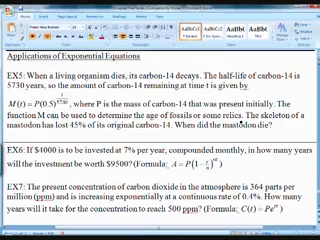 Applications of Exponential Equations
EX5: When a living organism dies, its carbon-14 decays. The half-life of carbon-14 is
5730 years, so the amount of carbon-14 remaining at time t is given by
M(t) = P(0.5)^(t/5730), where P is the mass of carbon-14 that was present initially. The
function M can be used to determine the age of fossils or some relics. The skeleton of a
mastodon has lost 45% of its original carbon-14. When did the mastodon die?
EX6: If $4000 is to be invested at 7% per year, compounded monthly, in how many years
will the investment be worth $9500? (Formula: A = P(1 - r/n)^nt
EX7: The present concentration of carbon dioxide in the atmosphere is 364 parts per
million (ppm) and is increasing exponentially at a continuous rate of 0.4%. How many
years will it take for the concentration to reach 500 ppm? (Formula: C(t) = Pe^rt)